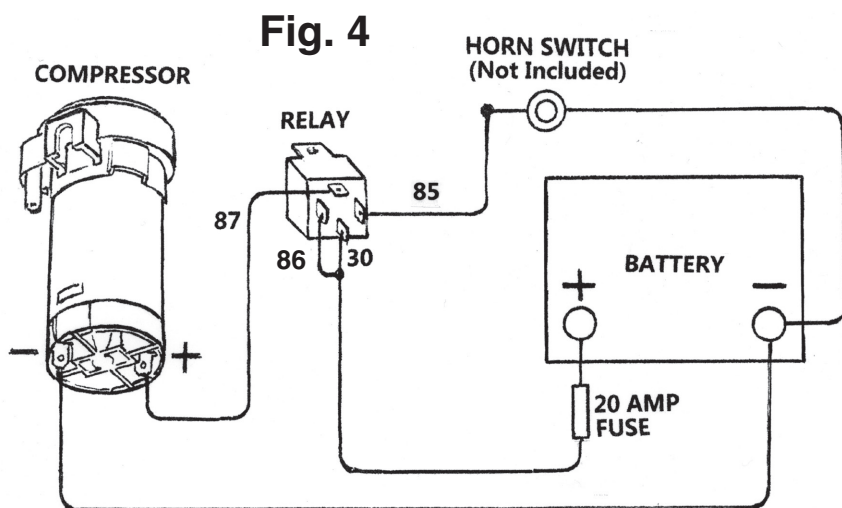 Fig. 4
HORN SWITCH
(Not Included)
COMPRESSOR
RELAY
85
87
86
30
BATTERY
+
−
−
+
20 AMP
FUSE